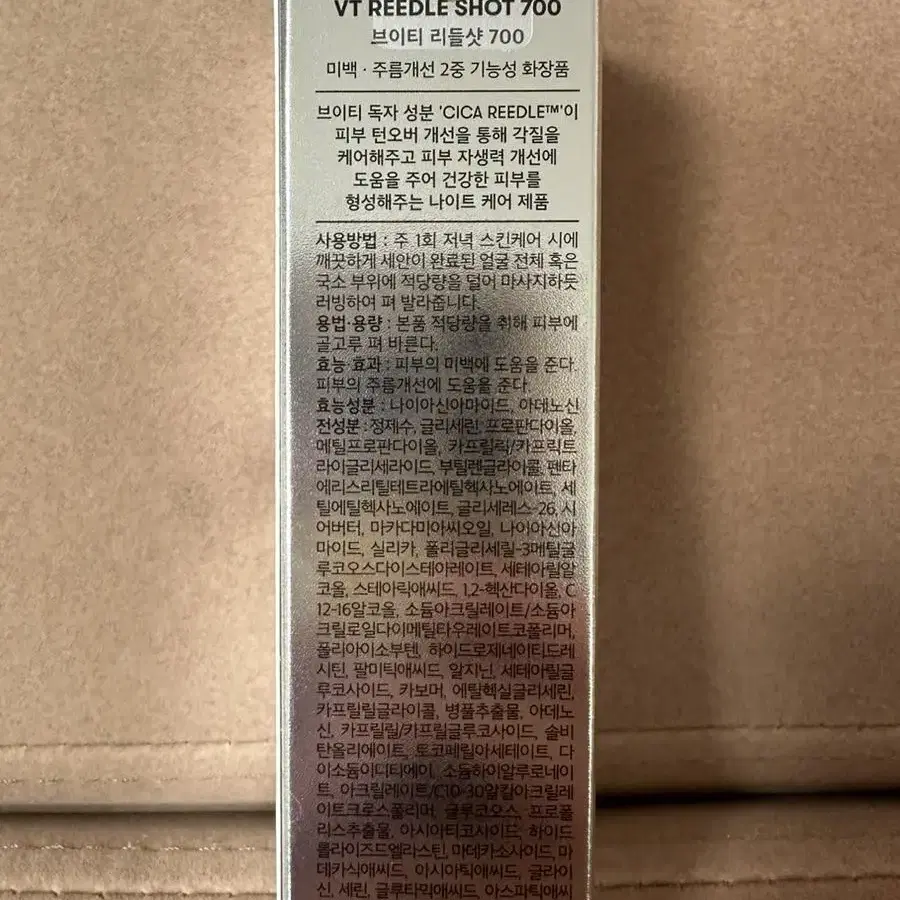 VT REEDLE SHOT 700
브이티 리들샷 700
미백 · 주름개선 2중 기능성 화장품
브이티 독자 성분 'CICA REEDLE™'이
피부 턴오버 개선을 통해 각질을
케어해주고 피부 자생력 개선에
도움을 주어 건강한 피부를
형성해주는 나이트 케어 제품
사용방법 : 주 1회 저녁 스킨케어 시에
깨끗하게 세안이 완료된 얼굴 전체 혹은
국소 부위에 적당량을 덜어 마사지하듯
러빙하여 펴 발라줍니다.
용법·용량 : 본품 적당량을 취해 피부에
골고루 펴 바른다.
효능·효과 : 피부의 미백에 도움을 준다.
피부의 주름개선에 도움을 준다.
효능성분 : 나이아신아마이드, 아데노신
전성분 : 정제수, 글리세린, 프로판다이올,
메틸프로판다이올, 카프릴릭/카프릭트
라이글리세라이드, 부틸렌글라이콜, 펜타
에리스리틸테트라에틸헥사노에이트, 세
틸에틸헥사노에이트, 글리세레스-26, 시
어버터, 마카다미아씨오일, 나이아신아
마이드, 실리카, 폴리글리세릴-3메틸글
루코오스다이스테아레이트, 세테아릴알
코올, 스테아릭애씨드, 1,2-헥산다이올, C
12-16알코올, 소듐아크릴레이트/소듐아
크릴로일다이메틸타우레이트코폴리머,
폴리아이소부텐, 하이드로제네이티드레
시틴, 팔미틱애씨드, 알지닌, 세테아릴글
루코사이드, 카보머, 에틸헥실글리세린,
카프릴릴글라이콜, 병풀추출물, 아데노
신, 카프릴릴/카프릴글루코사이드, 솔비
탄올리에이트, 토코페릴아세테이트, 다
이소듐이디티에이, 소듐하이알루로네이
트, 아크릴레이트/C10-30알킬아크릴레
이트크로스폴리머, 글루코오스, 프로폴
리스추출물, 아시아티코사이드, 하이드
롤라이즈드엘라스틴, 마데카소사이드, 마
데카식애씨드, 아시아틱애씨드, 글라이
신, 세린, 글루타믹애씨드, 아스파틱애씨